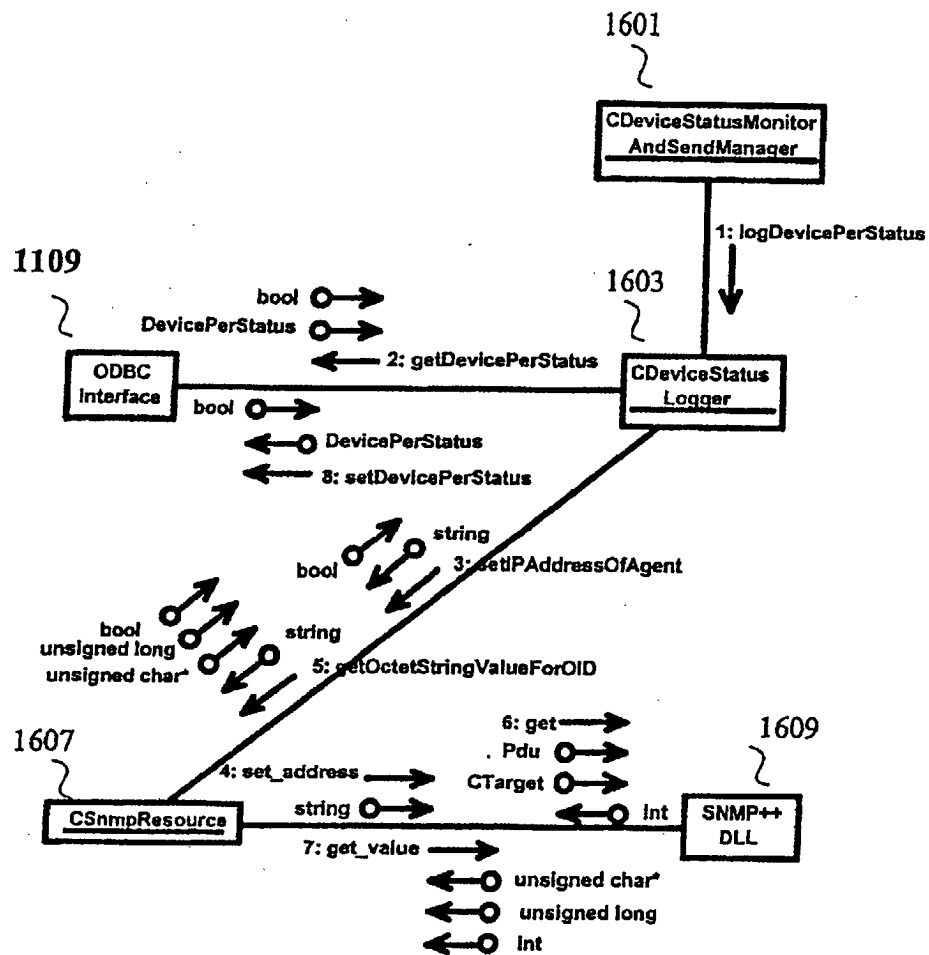 1601
CDeviceStatusMonitor
AndSendManager
1: logDevicePerStatus
1109
1603
bool
DevicePerStatus
2: getDevicePerStatus
ODBC
Interface
CDeviceStatus
Logger
bool
DevicePerStatus
8: setDevicePerStatus
string
bool
3: setIPAddressOfAgent
bool
unsigned long
unsigned char*
string
5: getOctetStringValueForOID
1607
1609
6: get
Pdu
CTarget
int
4: set_address
string
CSnmpResource
SNMP++
DLL
7: get_value
unsigned char*
unsigned long
int